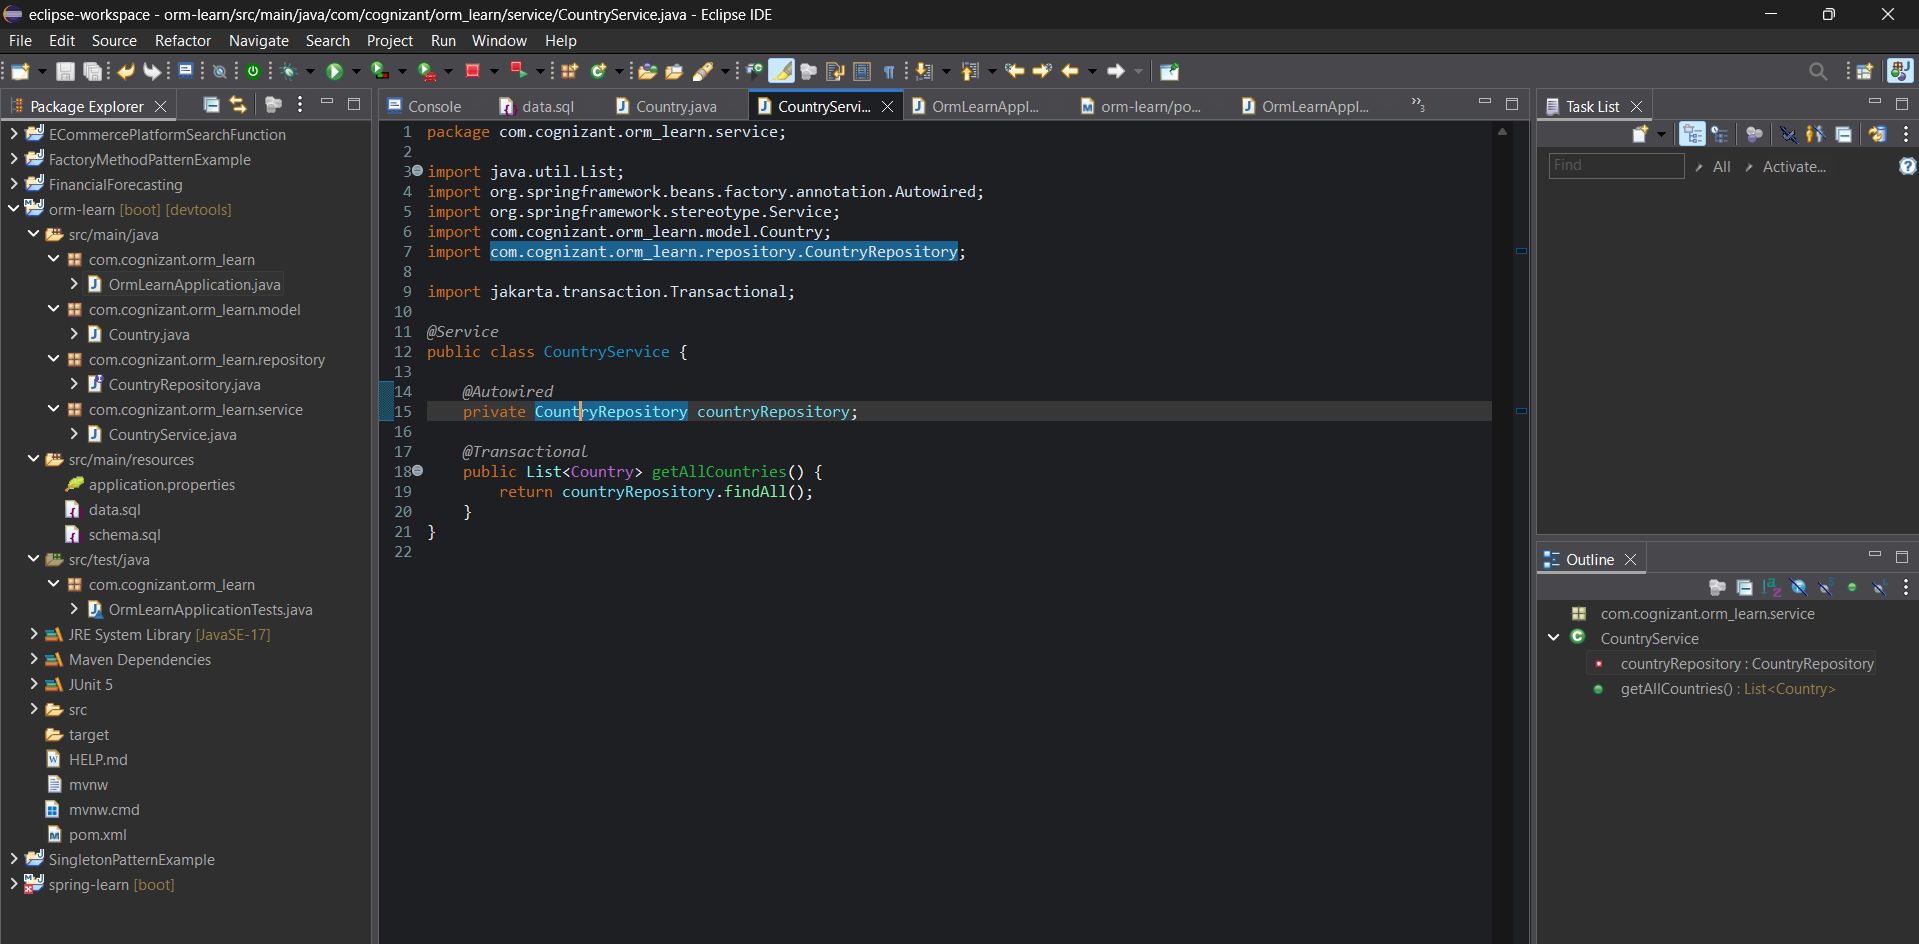 eclipse-workspace - orm-learn/src/main/java/com/cognizant/orm_learn/service/CountryService.java - Eclipse IDE
File Edit Source Refactor Navigate Search Project Run Window Help
Package Explorer
ECommercePlatformSearchFunction
FactoryMethodPatternExample
FinancialForecasting
orm-learn [boot] [devtools]
src/main/java
com.cognizant.orm_learn
OrmLearnApplication.java
com.cognizant.orm_learn.model
Country.java
com.cognizant.orm_learn.repository
CountryRepository.java
com.cognizant.orm_learn.service
CountryService.java
src/main/resources
application.properties
data.sql
schema.sql
src/test/java
com.cognizant.orm_learn
OrmLearnApplicationTests.java
JRE System Library [JavaSE-17]
Maven Dependencies
JUnit 5
src
target
HELP.md
mvnw
mvnw.cmd
pom.xml
SingletonPatternExample
spring-learn [boot]
Console data.sql Country.java CountryServi... OrmLearnAppl... orm-learn/po... OrmLearnAppl... »3
1 package com.cognizant.orm_learn.service;
2
3 import java.util.List;
4 import org.springframework.beans.factory.annotation.Autowired;
5 import org.springframework.stereotype.Service;
6 import com.cognizant.orm_learn.model.Country;
7 import com.cognizant.orm_learn.repository.CountryRepository;
8
9 import jakarta.transaction.Transactional;
10
11 @Service
12 public class CountryService {
13
14 @Autowired
15 private CountryRepository countryRepository;
16
17 @Transactional
18 public List<Country> getAllCountries() {
19 return countryRepository.findAll();
20 }
21 }
22
Task List
Find All Activate...
Outline
com.cognizant.orm_learn.service
CountryService
countryRepository : CountryRepository
getAllCountries() : List<Country>